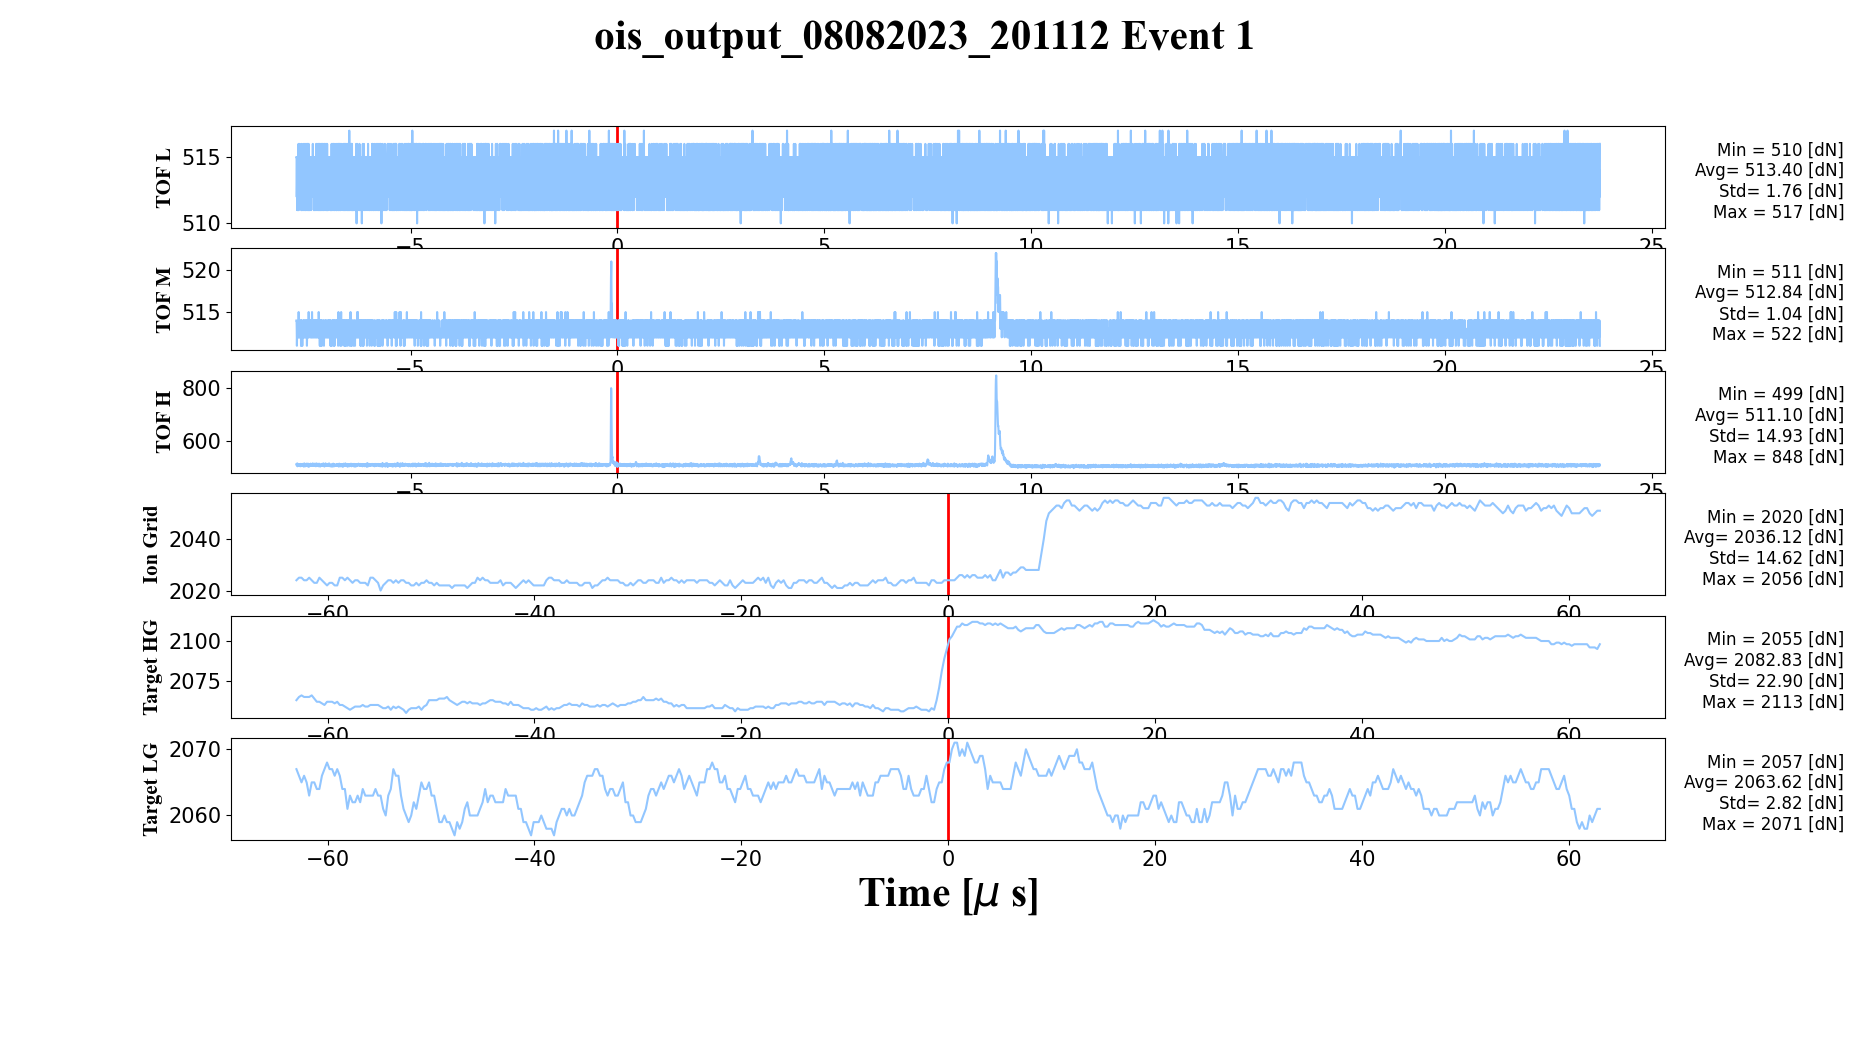 ois_output_08082023_201112 Event 1
TOF L
515
510
Min = 510 [dN]
Avg= 513.40 [dN]
Std= 1.76 [dN]
Max = 517 [dN]
−5 0 5 10 15 20 25
TOF M
520
515
Min = 511 [dN]
Avg= 512.84 [dN]
Std= 1.04 [dN]
Max = 522 [dN]
−5 0 5 10 15 20 25
TOF H
800
600
Min = 499 [dN]
Avg= 511.10 [dN]
Std= 14.93 [dN]
Max = 848 [dN]
−5 0 5 10 15 20 25
Ion Grid
2040
2020
Min = 2020 [dN]
Avg= 2036.12 [dN]
Std= 14.62 [dN]
Max = 2056 [dN]
−60 −40 −20 0 20 40 60
Target HG
2100
2075
Min = 2055 [dN]
Avg= 2082.83 [dN]
Std= 22.90 [dN]
Max = 2113 [dN]
−60 −40 −20 0 20 40 60
Target LG
2070
2060
Min = 2057 [dN]
Avg= 2063.62 [dN]
Std= 2.82 [dN]
Max = 2071 [dN]
−60 −40 −20 0 20 40 60
Time [μ s]